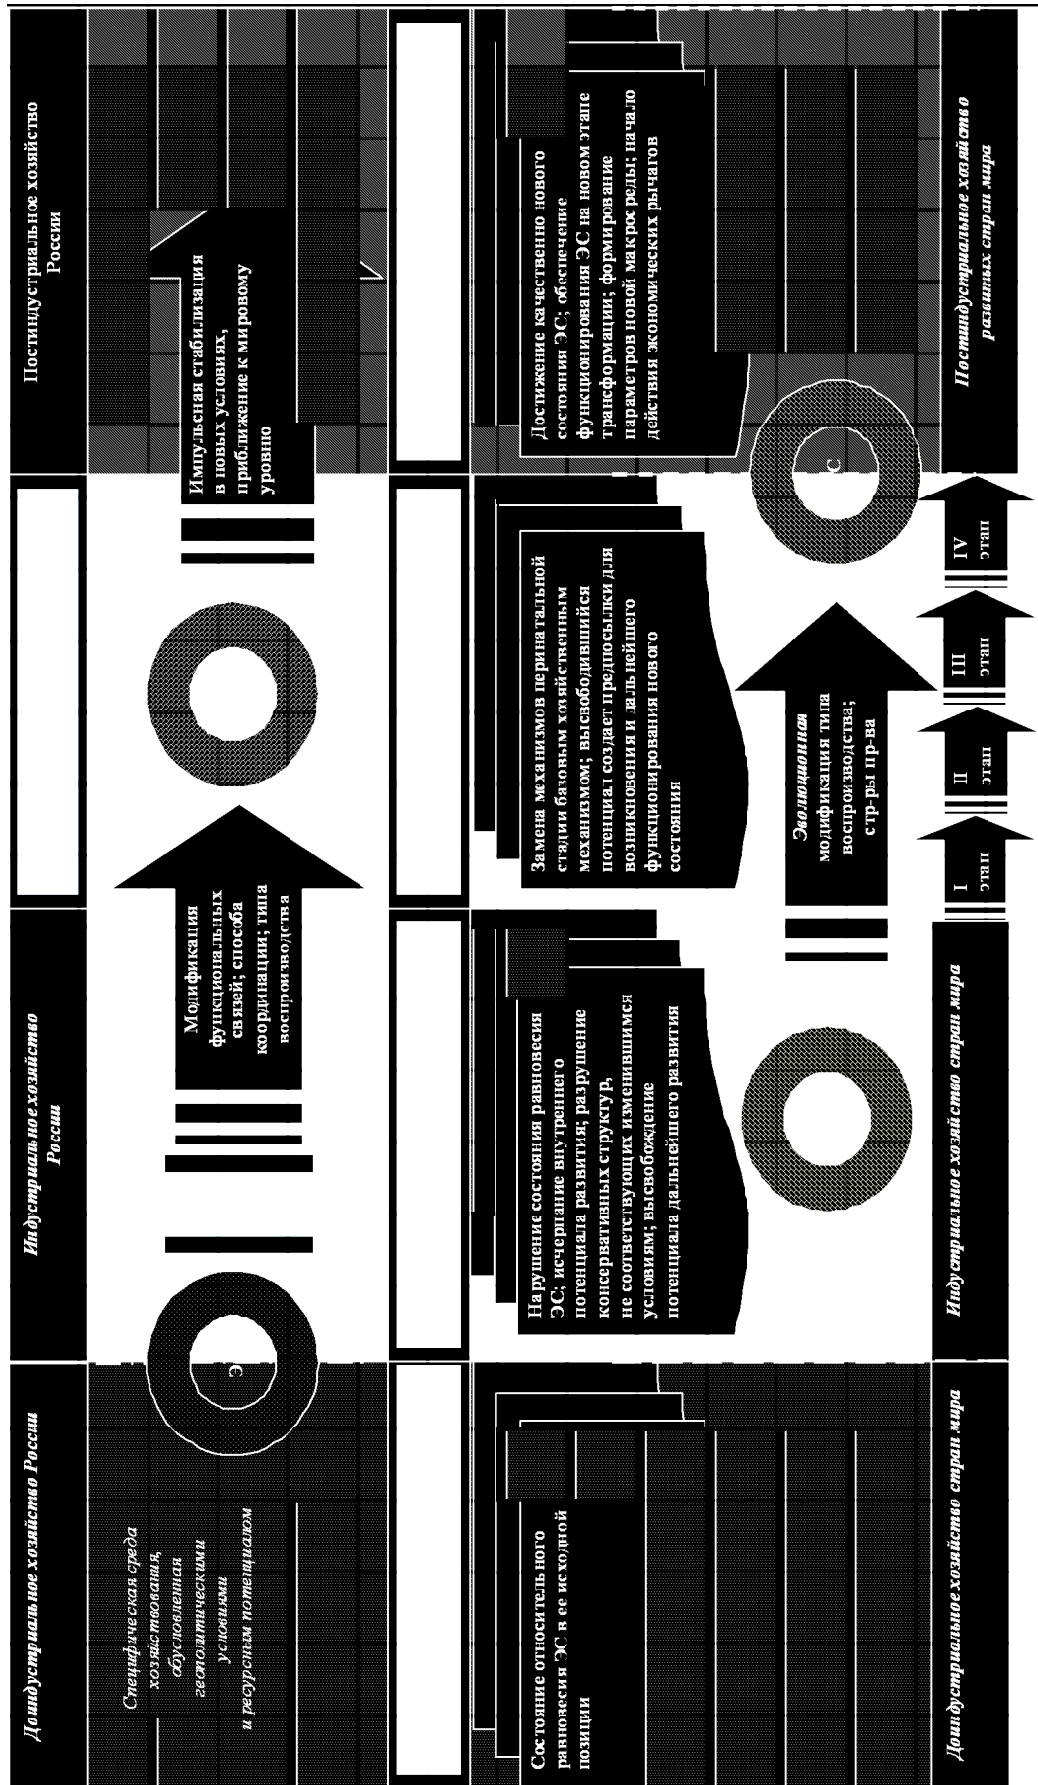 Доиндустриальное хозяйство России
Индустриальное хозяйство
России
Постиндустриальное хозяйство
России
Специфическая среда
хозяйствования,
обусловленная
геополитическими
условиями
и ресурсным потенциалом
Э
Модификация
функциональных
связей; способа
координации; типа
воспроизводства
Импульсная стабилизация
в новых условиях,
приближение к мировому
уровню
Состояние относительного
равновесия ЭС в ее исходной
позиции
Нарушение состояния равновесия
ЭС; исчерпание внутреннего
потенциала развития; разрушение
консервативных структур,
не соответствующих изменившимся
условиям; высвобождение
потенциала дальнейшего развития
Замена механизмов перинатальной
стадии базовым хозяйственным
механизмом; высвободившийся
потенциал создает предпосылки для
возникновения и дальнейшего
функционирования нового
состояния
Достижение качественно нового
состояния ЭС; обеспечение
функционирования ЭС на новом этапе
трансформации; формирование
параметров новой макросреды; начало
действия экономических рычагов
Эволюционная
модификация типа
воспроизводства;
стр-ры пр-ва
С
I
этап
II
этап
III
этап
IV
этап
Доиндустриальное хозяйство стран мира
Индустриальное хозяйство стран мира
Постиндустриальное хозяйство
развитых стран мира